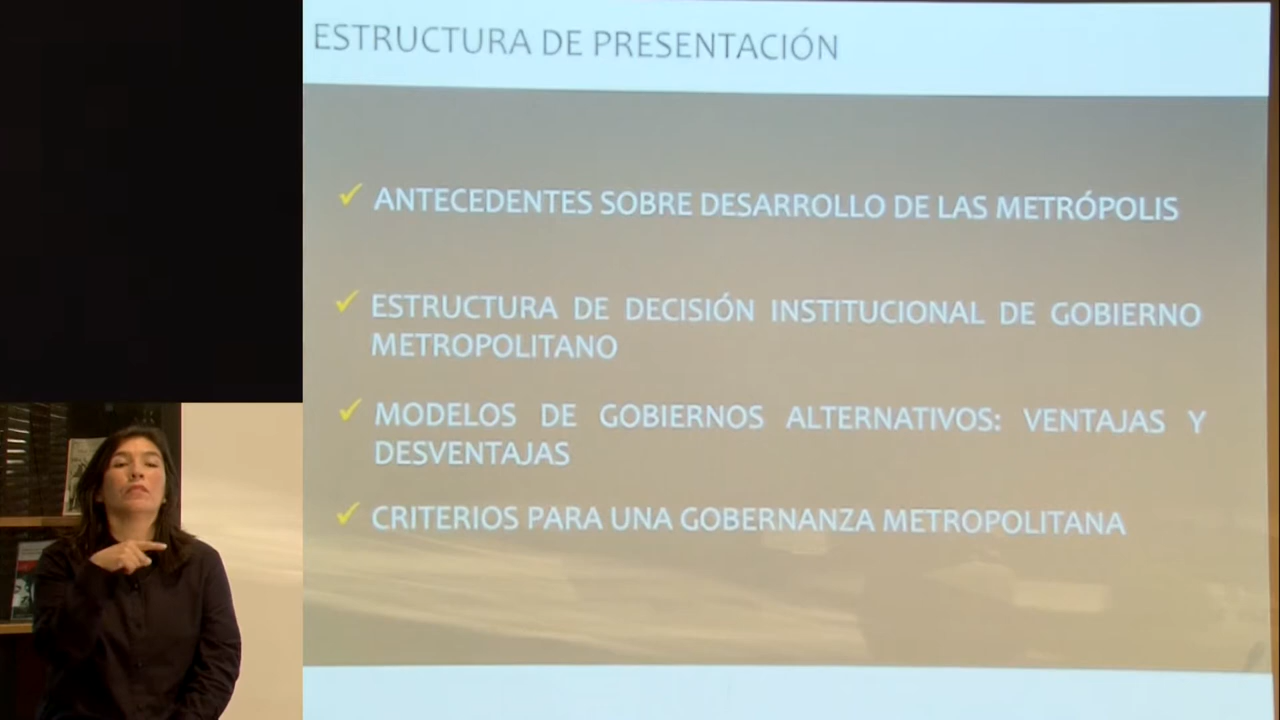 ESTRUCTURA DE PRESENTACIÓN
✓ ANTECEDENTES SOBRE DESARROLLO DE LAS METRÓPOLIS
✓ ESTRUCTURA DE DECISIÓN INSTITUCIONAL DE GOBIERNO
METROPOLITANO
✓ MODELOS DE GOBIERNOS ALTERNATIVOS: VENTAJAS Y
DESVENTAJAS
✓ CRITERIOS PARA UNA GOBERNANZA METROPOLITANA